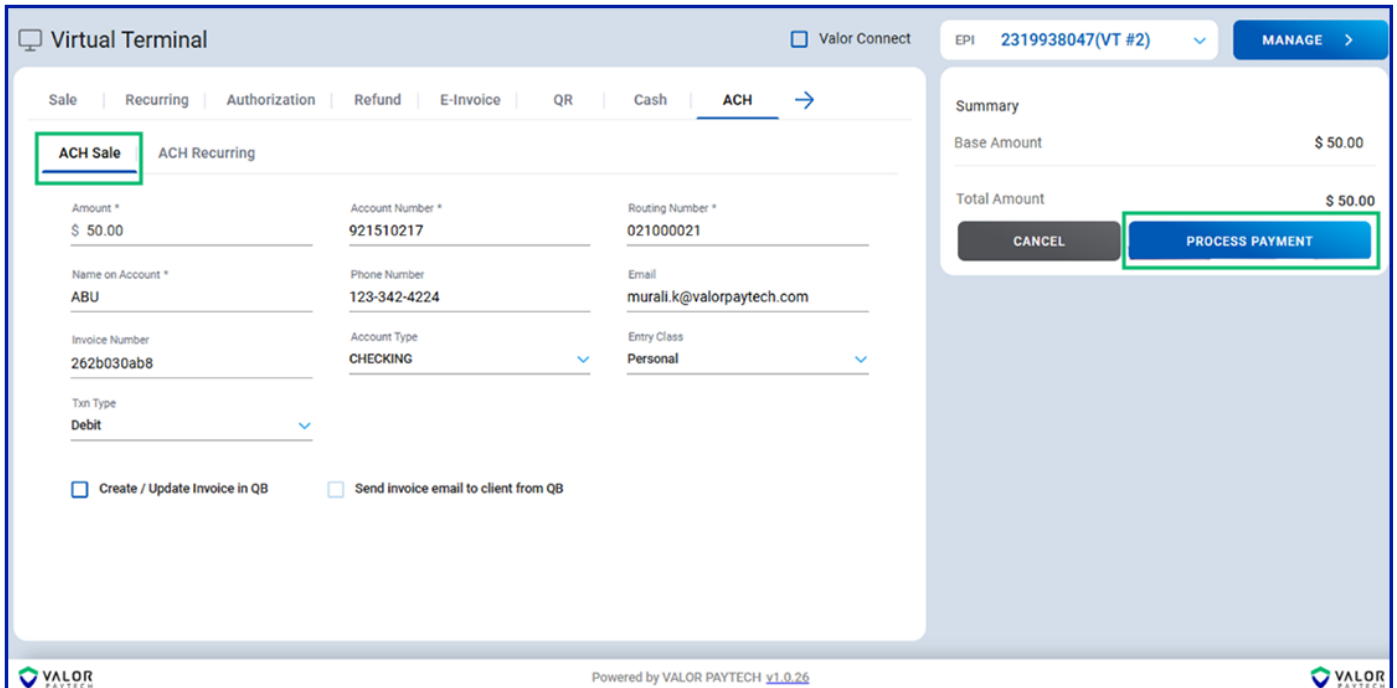 Virtual Terminal
Valor Connect
EPI 2319938047(VT #2)
MANAGE
Sale Recurring Authorization Refund E-Invoice QR Cash ACH
ACH Sale ACH Recurring
Amount * Account Number * Routing Number *
$ 50.00 921510217 021000021
Name on Account * Phone Number Email
ABU 123-342-4224 murali.k@valorpaytech.com
Invoice Number Account Type Entry Class
262b030ab8 CHECKING Personal
Txn Type
Debit
Create / Update Invoice in QB Send invoice email to client from QB
Summary
Base Amount $ 50.00
Total Amount $ 50.00
CANCEL PROCESS PAYMENT
VALOR
PAYTECH
Powered by VALOR PAYTECH v1.0.26
VALOR
PAYTECH